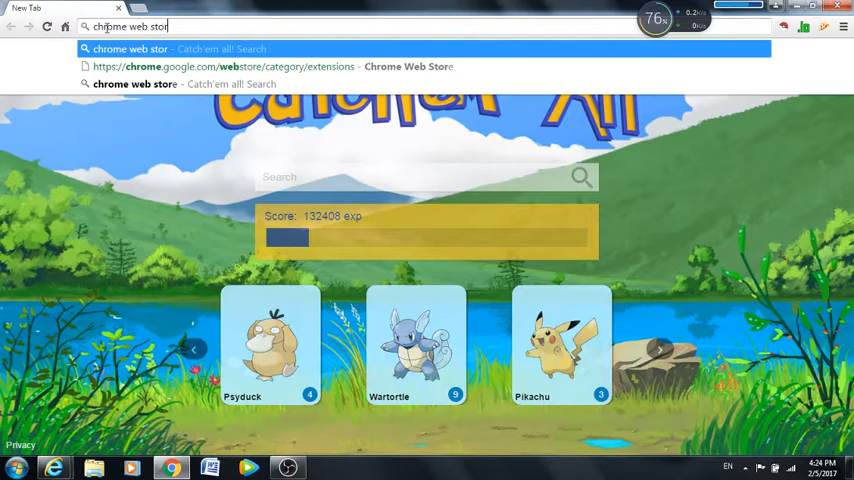 New Tab
chrome web stor
76%
0.2K/s
0K/s
chrome web stor - Catch'em all! Search
https://chrome.google.com/webstore/category/extensions - Chrome Web Store
chrome web store - Catch'em all! Search
Catch'em All
Search
Score: 132408 exp
Psyduck 4
Wartortle 9
Pikachu 3
Privacy
EN
4:24 PM
2/5/2017